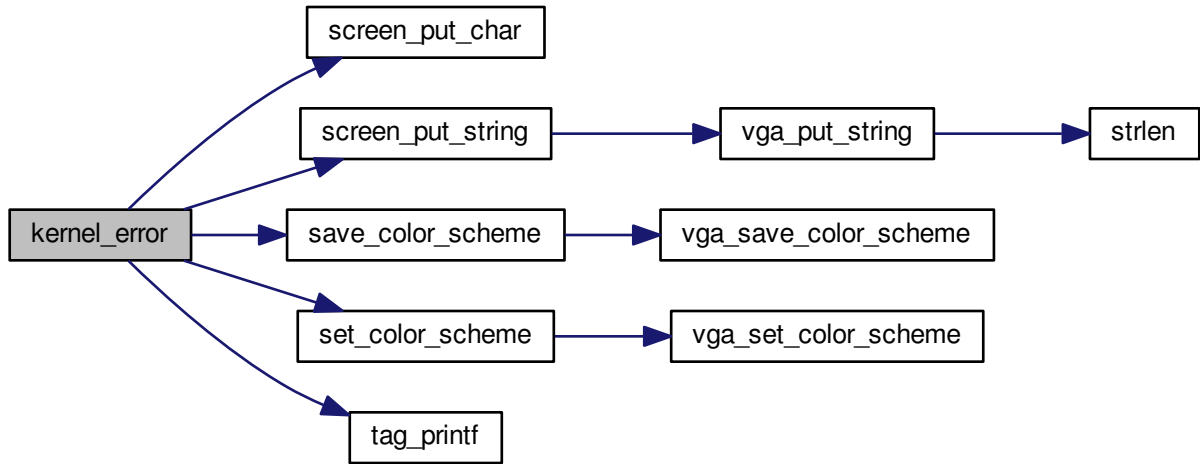 screen_put_char
screen_put_string
vga_put_string
strlen
kernel_error
save_color_scheme
vga_save_color_scheme
set_color_scheme
vga_set_color_scheme
tag_printf